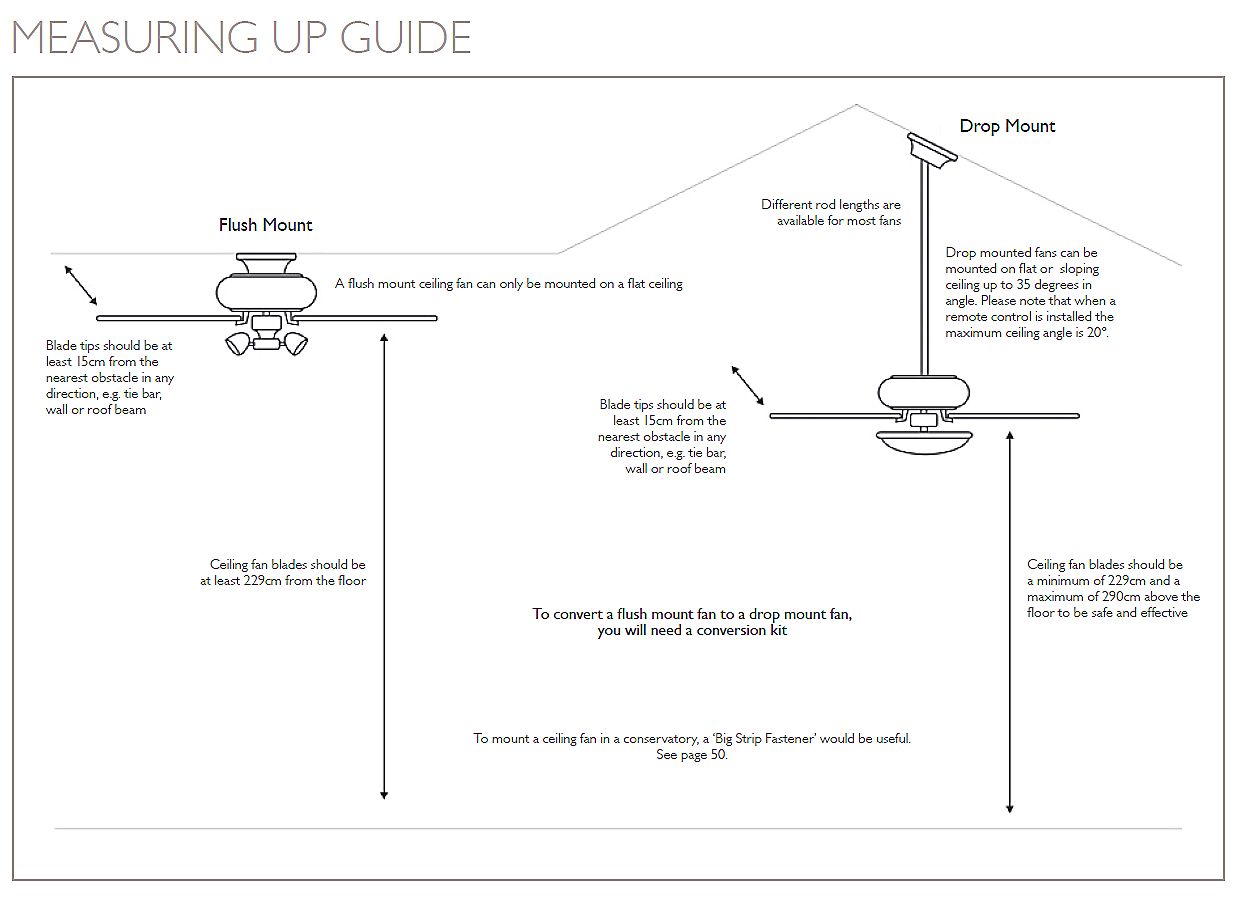 MEASURING UP GUIDE
Drop Mount
Different rod lengths are
available for most fans
Flush Mount
Drop mounted fans can be
mounted on flat or sloping
ceiling up to 35 degrees in
angle. Please note that when a
remote control is installed the
maximum ceiling angle is 20°.
A flush mount ceiling fan can only be mounted on a flat ceiling
Blade tips should be at
least 15cm from the
nearest obstacle in any
direction, e.g. tie bar,
wall or roof beam
Blade tips should be at
least 15cm from the
nearest obstacle in any
direction, e.g. tie bar,
wall or roof beam
Ceiling fan blades should be
at least 229cm from the floor
Ceiling fan blades should be
a minimum of 229cm and a
maximum of 290cm above the
floor to be safe and effective
To convert a flush mount fan to a drop mount fan,
you will need a conversion kit
To mount a ceiling fan in a conservatory, a ‘Big Strip Fastener’ would be useful.
See page 50.